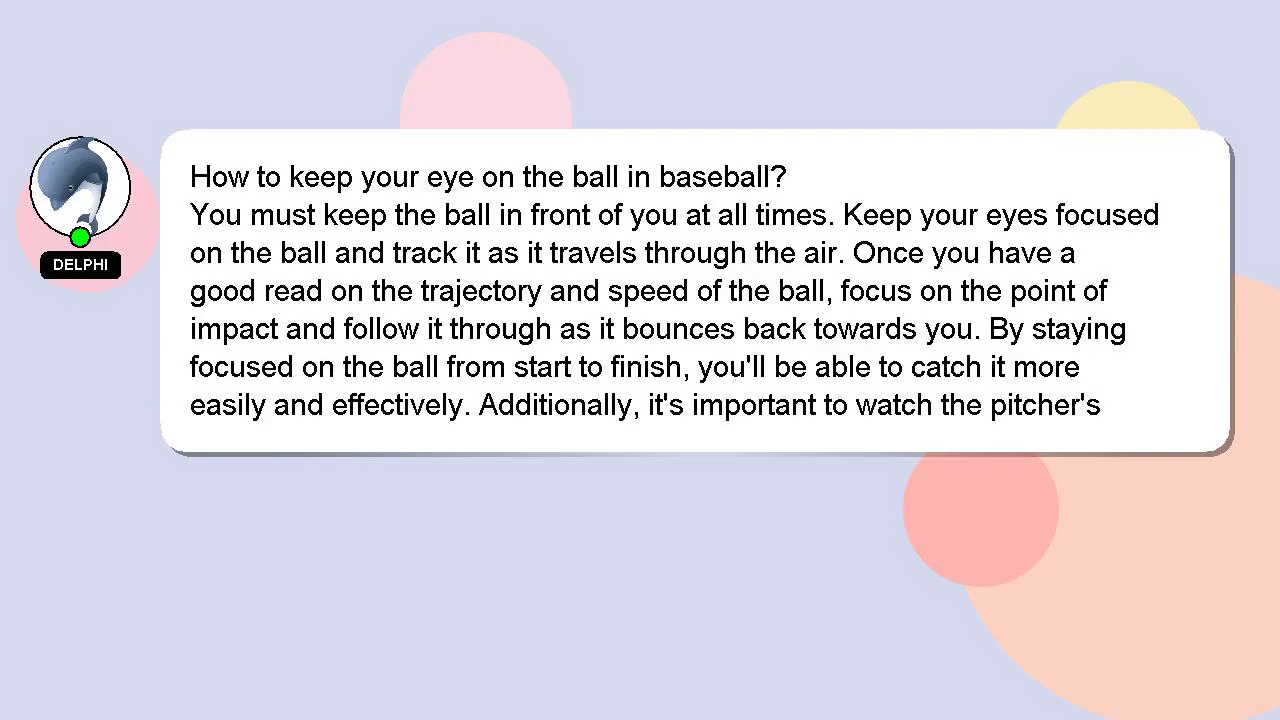 How to keep your eye on the ball in baseball?
You must keep the ball in front of you at all times. Keep your eyes focused
on the ball and track it as it travels through the air. Once you have a
good read on the trajectory and speed of the ball, focus on the point of
impact and follow it through as it bounces back towards you. By staying
focused on the ball from start to finish, you'll be able to catch it more
easily and effectively. Additionally, it's important to watch the pitcher's
DELPHI